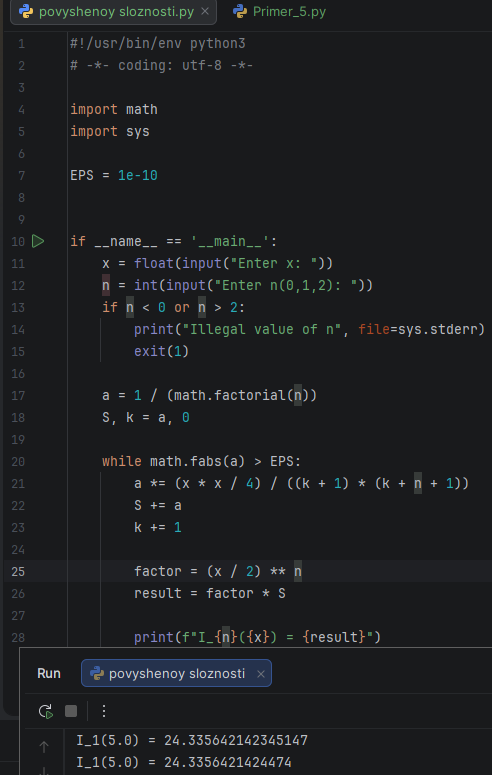 povyshenoy sloznosti.py × Primer_5.py
1 #!/usr/bin/env python3
2 # -*- coding: utf-8 -*-
3
4 import math
5 import sys
6
7 EPS = 1e-10
8
9
10 if __name__ == '__main__':
11     x = float(input("Enter x: "))
12     n = int(input("Enter n(0,1,2): "))
13     if n < 0 or n > 2:
14         print("Illegal value of n", file=sys.stderr)
15         exit(1)
16
17     a = 1 / (math.factorial(n))
18     S, k = a, 0
19
20     while math.fabs(a) > EPS:
21         a *= (x * x / 4) / ((k + 1) * (k + n + 1))
22         S += a
23         k += 1
24
25         factor = (x / 2) ** n
26         result = factor * S
27
28         print(f"I_{n}({x}) = {result}")
Run povyshenoy sloznosti ×
I_1(5.0) = 24.335642142345147
I_1(5.0) = 24.3356421424474